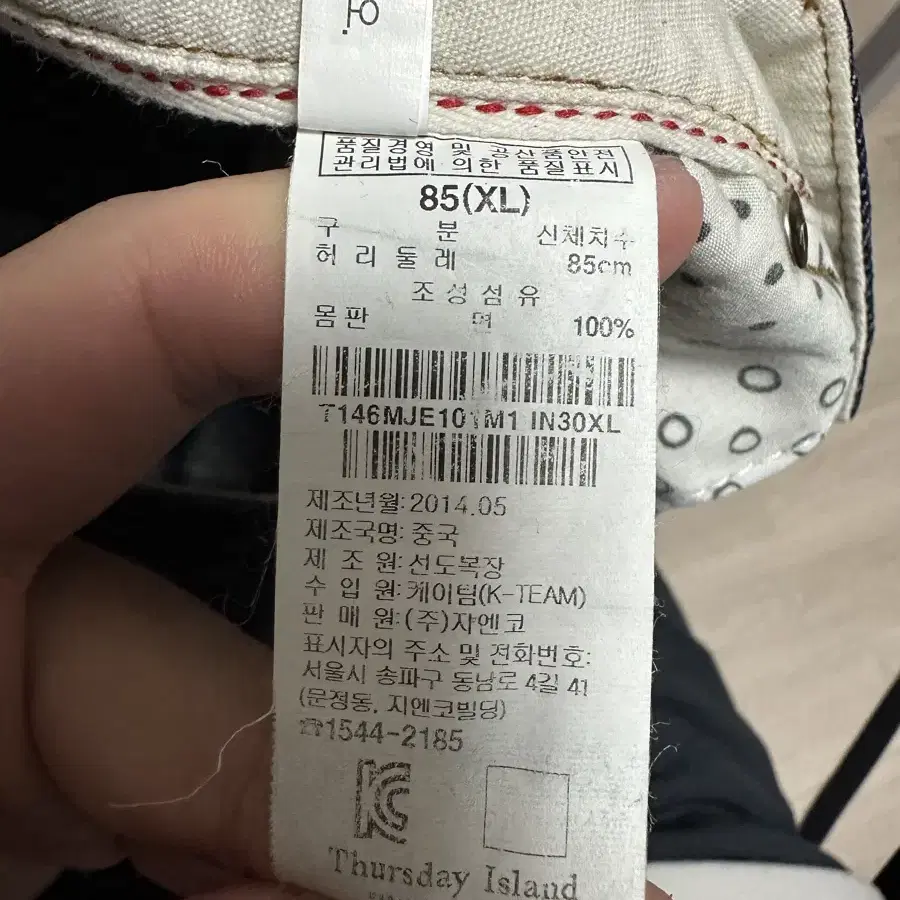 어.
품질경영 및 공산품안전
관리법에 의한 품질표시
85(XL)
구 분 신체치수
허리둘레 85cm
조성섬유
몸판 면 100%
T146MJE101M1 IN30XL
제조년월:2014.05
제조국명:중국
제 조 원:선도복장
수 입 원:케이팀(K-TEAM)
판 매 원:(주)지엔코
표시자의 주소 및 전화번호:
서울시 송파구 동남로 4길 41
(문정동, 지엔코빌딩)
☎1544-2185
Thursday Island